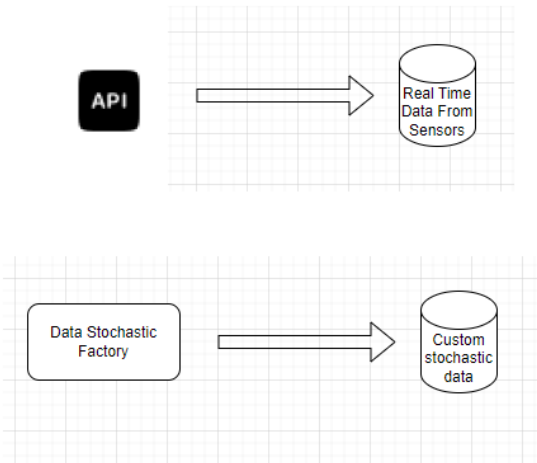 API
Real Time
Data From
Sensors
Data Stochastic
Factory
Custom
stochastic
data